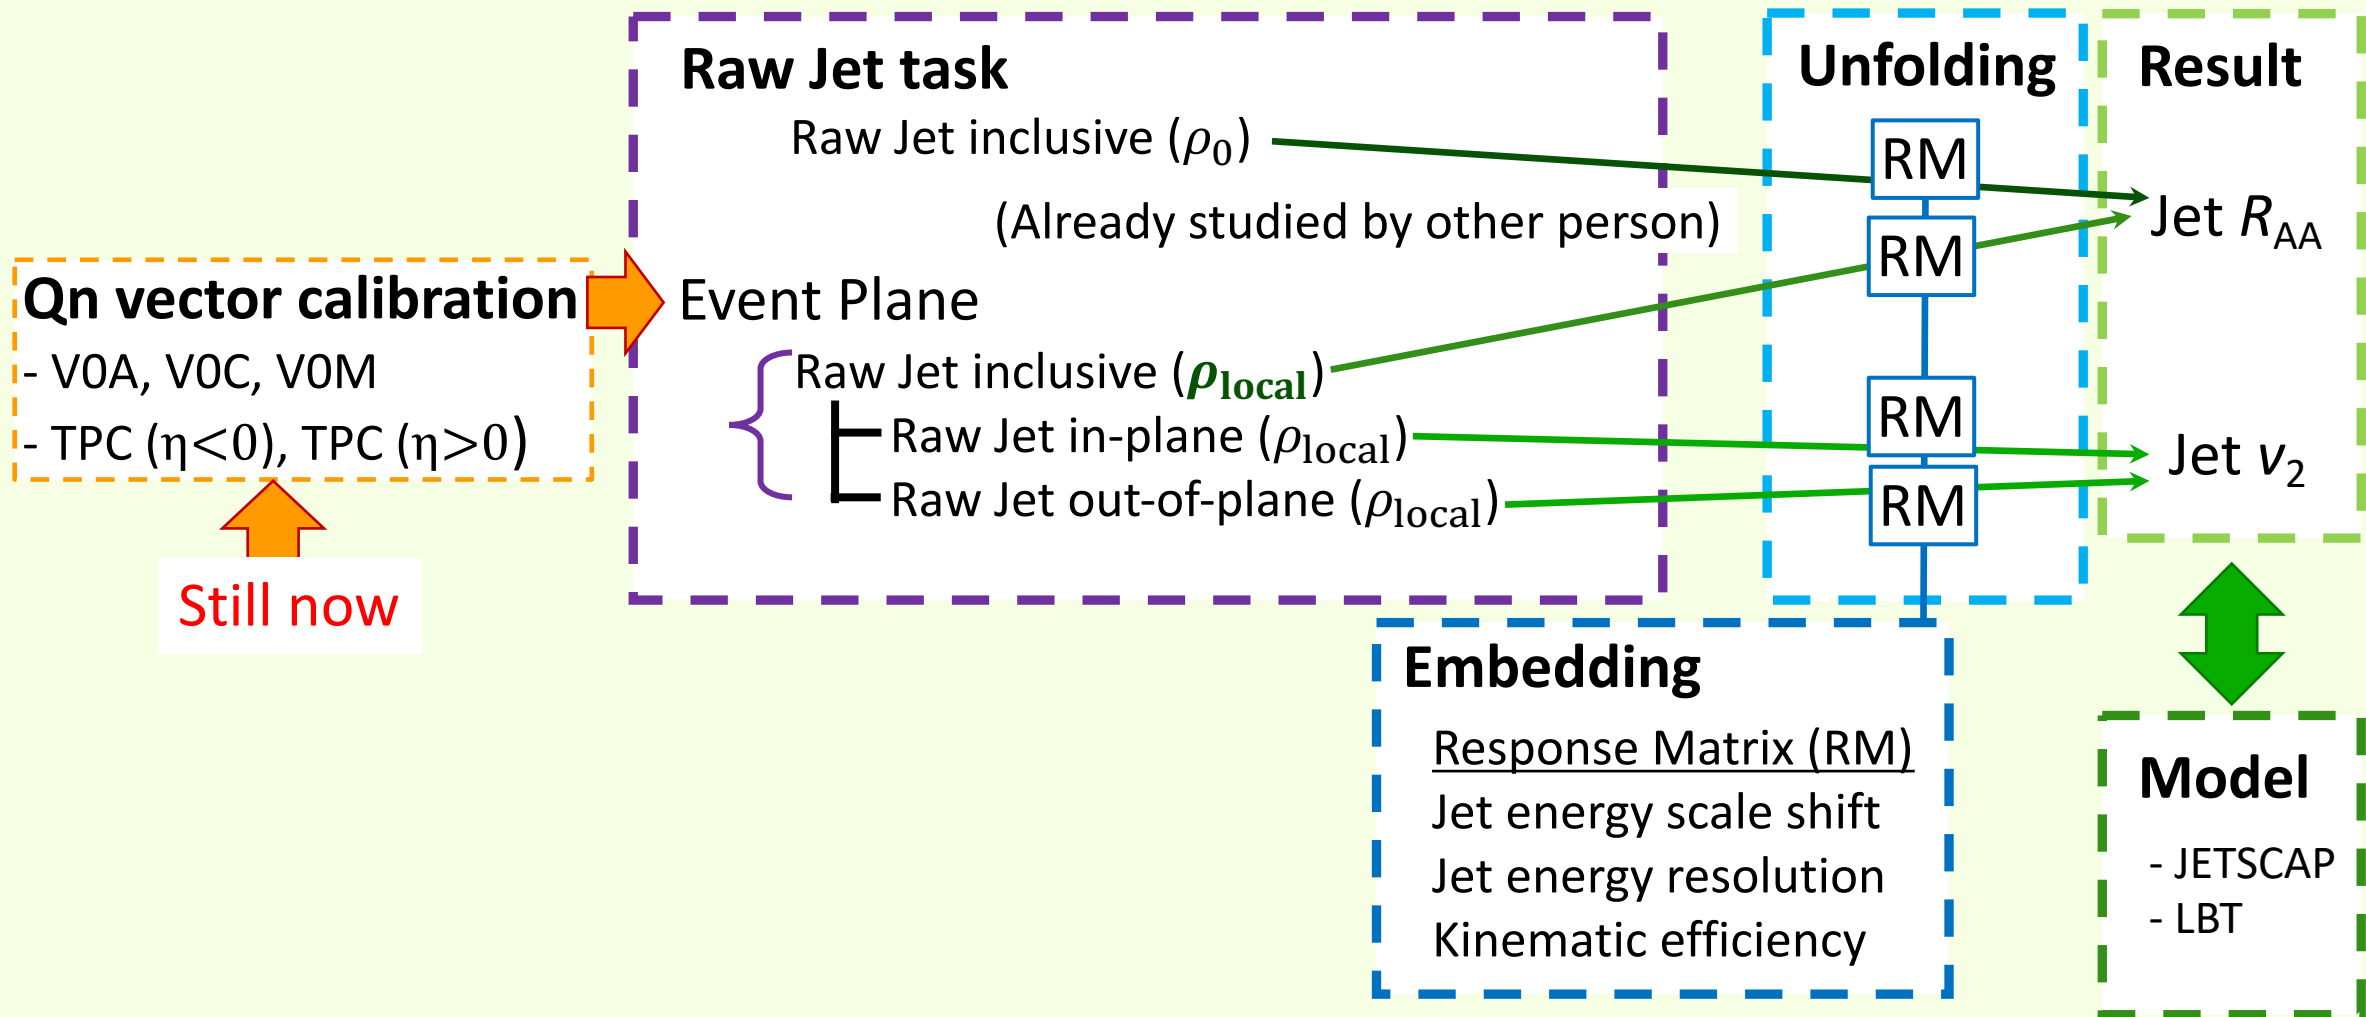 Raw Jet task
Raw Jet inclusive (ρ0)
(Already studied by other person)
Qn vector calibration
- V0A, V0C, V0M
- TPC (η<0), TPC (η>0)
Still now
Event Plane
Raw Jet inclusive (ρlocal)
Raw Jet in-plane (ρlocal)
Raw Jet out-of-plane (ρlocal)
Unfolding
RM
RM
RM
RM
Result
Jet RAA
Jet v2
Embedding
Response Matrix (RM)
Jet energy scale shift
Jet energy resolution
Kinematic efficiency
Model
- JETSCAP
- LBT